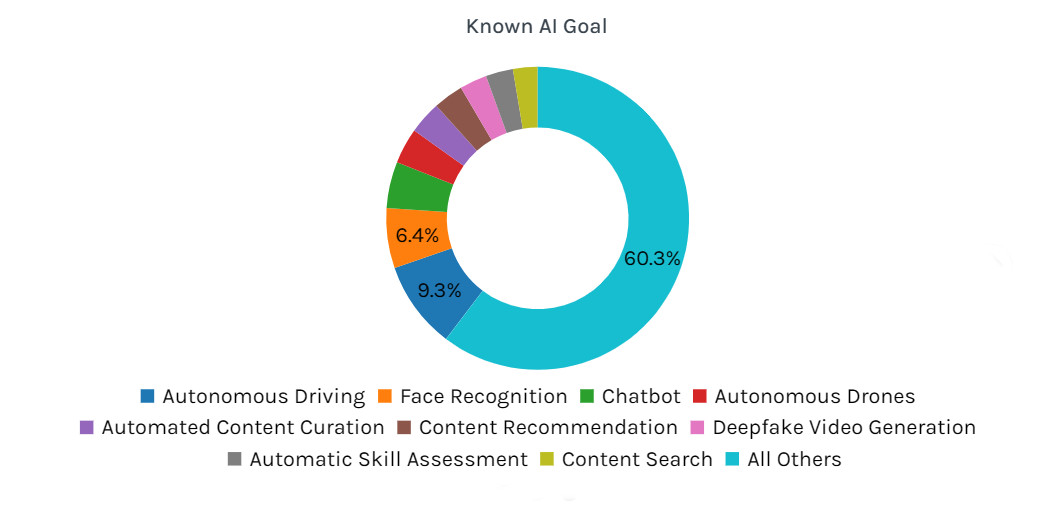 Known AI Goal
6.4%
60.3%
9.3%
Autonomous Driving Face Recognition Chatbot Autonomous Drones
Automated Content Curation Content Recommendation Deepfake Video Generation
Automatic Skill Assessment Content Search All Others